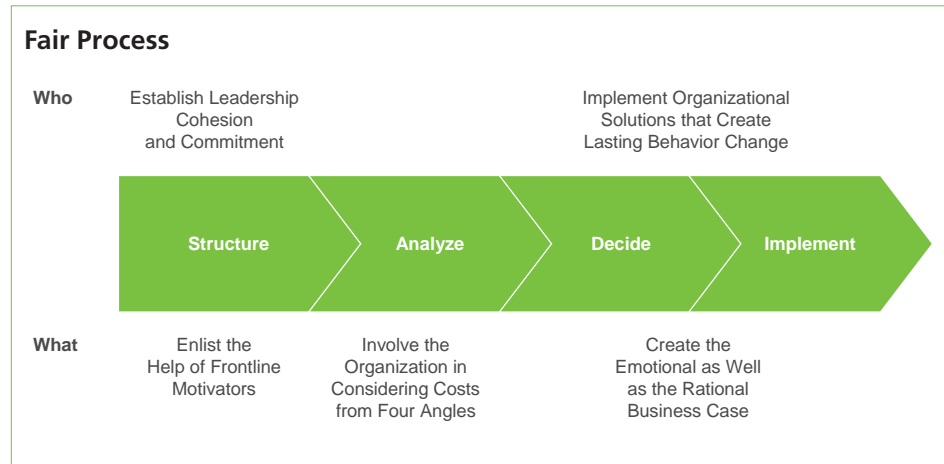 Fair Process
Who
Establish Leadership
Cohesion
and Commitment
Implement Organizational
Solutions that Create
Lasting Behavior Change
Structure
Analyze
Decide
Implement
What
Enlist the
Help of Frontline
Motivators
Involve the
Organization in
Considering Costs
from Four Angles
Create the
Emotional as Well
as the Rational
Business Case